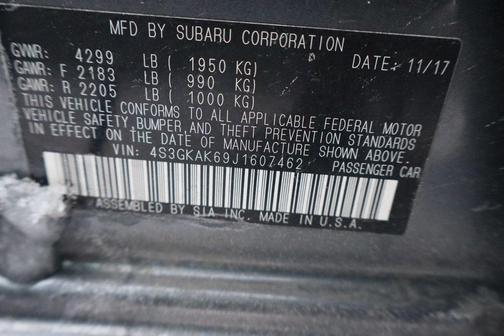 MFD BY SUBARU CORPORATION
GVWR: 4299 LB ( 1950 KG) DATE: 11/17
GAWR: F 2183 LB ( 990 KG)
GAWR: R 2205 LB ( 1000 KG)
THIS VEHICLE CONFORMS TO ALL APPLICABLE FEDERAL MOTOR
VEHICLE SAFETY, BUMPER, AND THEFT PREVENTION STANDARDS
IN EFFECT ON THE DATE OF MANUFACTURE SHOWN ABOVE.
VIN: 4S3GKAK69J1607462 PASSENGER CAR
ASSEMBLED BY SIA INC. MADE IN U.S.A.